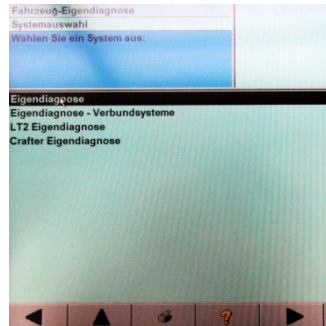 Fahrzeug-Eigendiagnose
Systemauswahl
Wählen Sie ein System aus:
Eigendiagnose
Eigendiagnose - Verbundsysteme
LT2 Eigendiagnose
Crafter Eigendiagnose
?